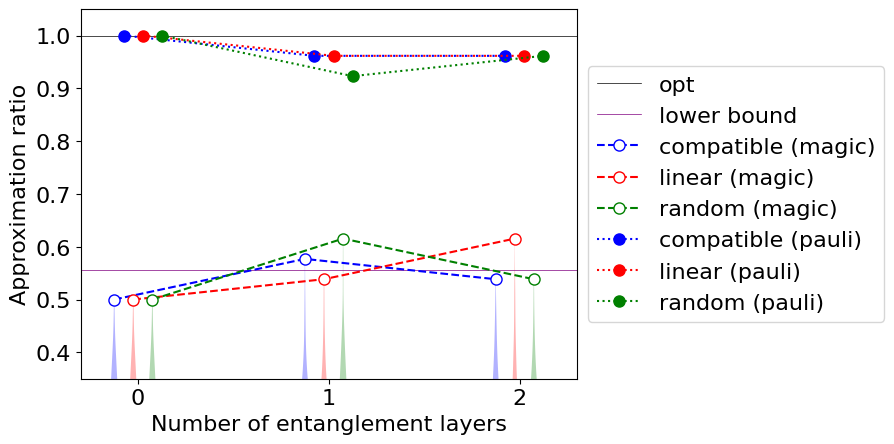 1.0
0.9
0.8
0.7
0.6
0.5
0.4
Approximation ratio
0 1 2
Number of entanglement layers
opt
lower bound
compatible (magic)
linear (magic)
random (magic)
compatible (pauli)
linear (pauli)
random (pauli)